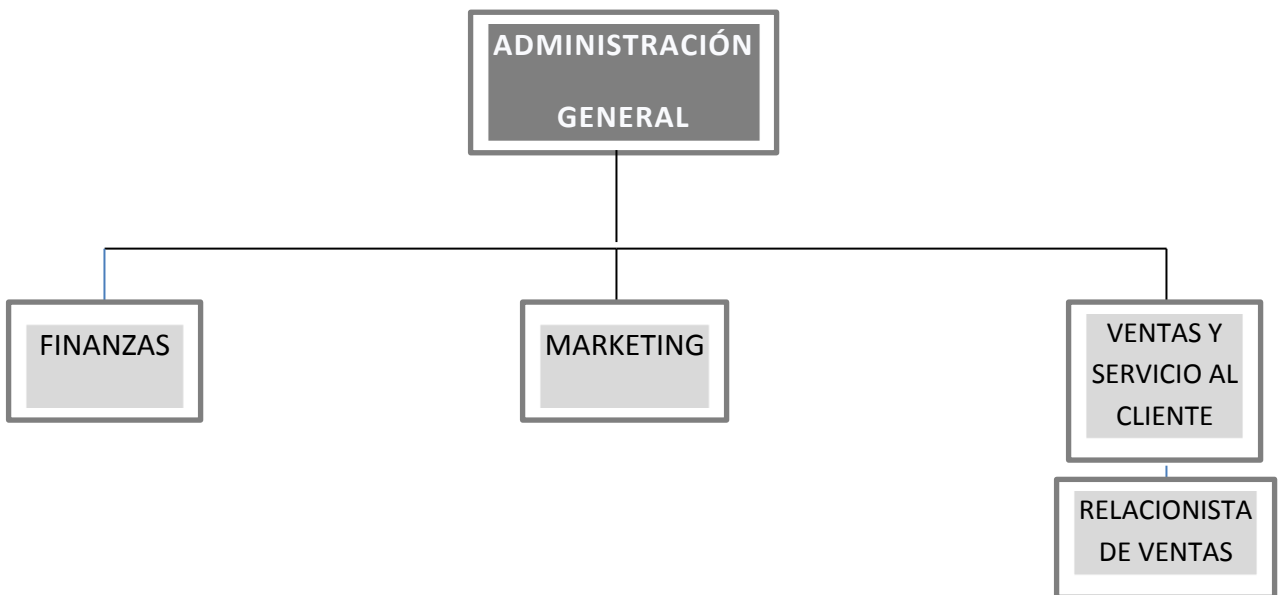 ADMINISTRACIÓN
GENERAL
FINANZAS
MARKETING
VENTAS Y
SERVICIO AL
CLIENTE
RELACIONISTA
DE VENTAS